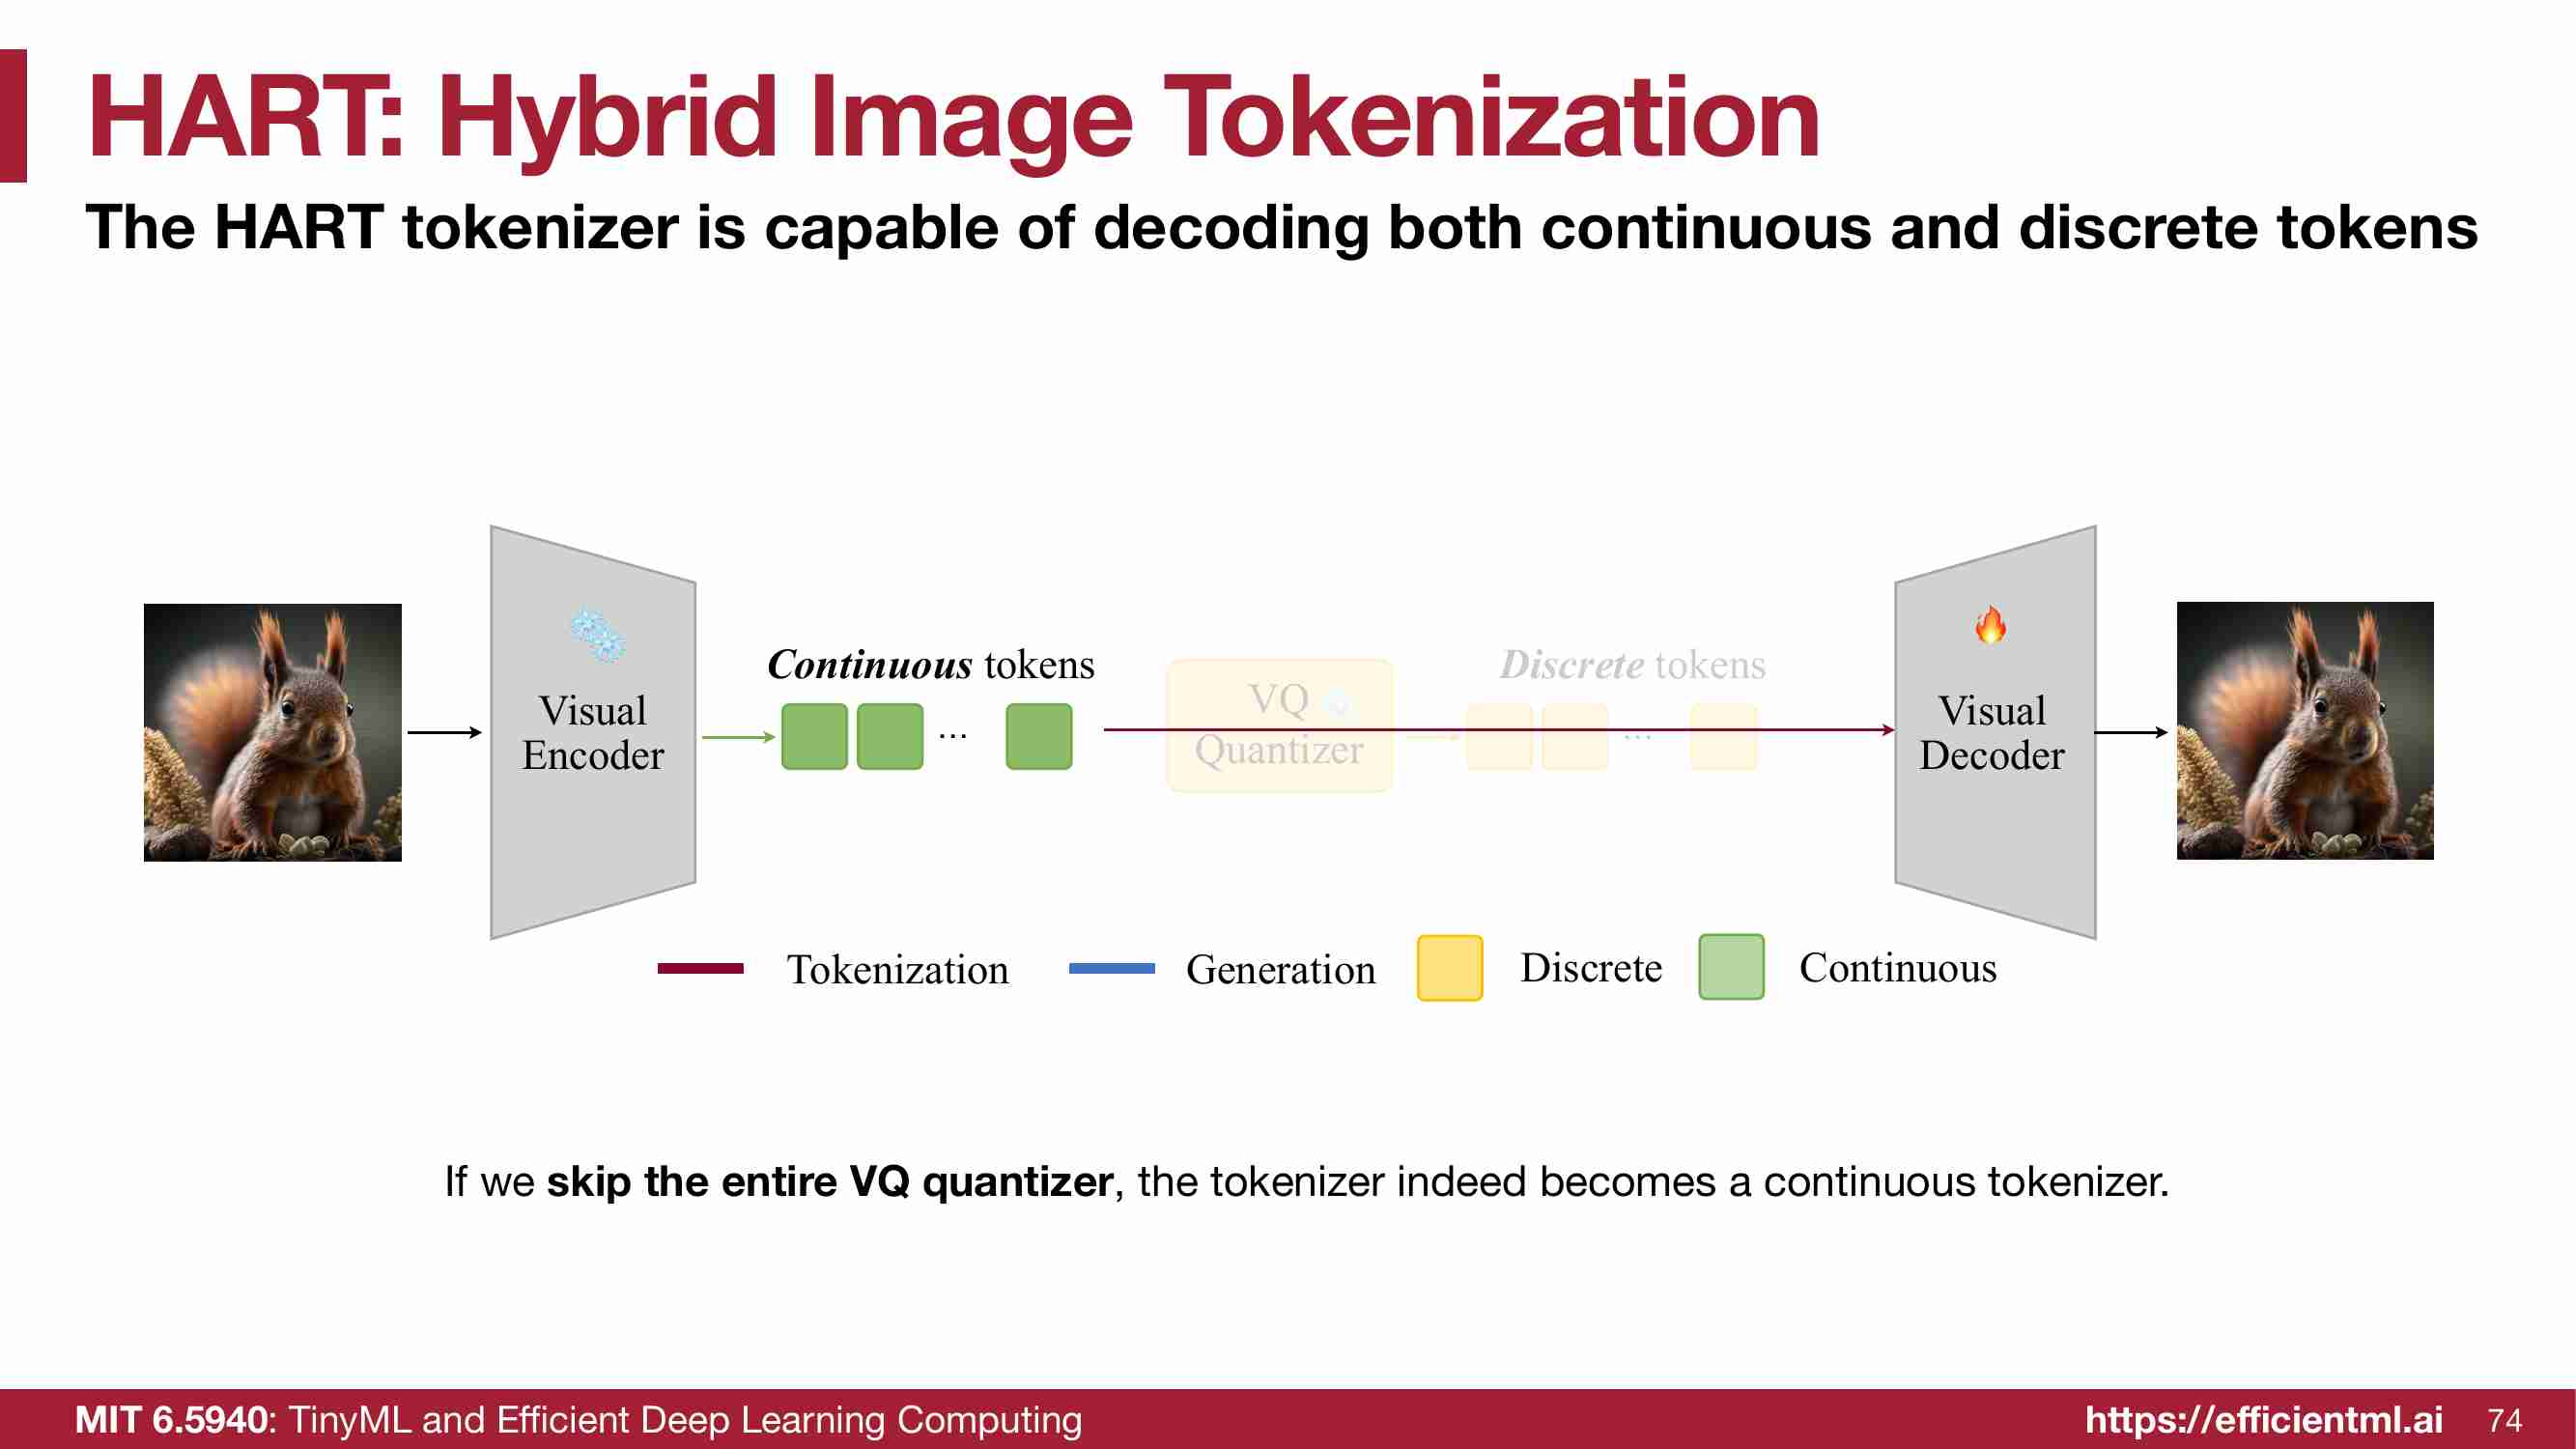 HART: Hybrid Image Tokenization
The HART tokenizer is capable of decoding both continuous and discrete tokens
Visual
Encoder
Continuous tokens
...
VQ
Quantizer
Discrete tokens
...
Visual
Decoder
Tokenization
Generation
Discrete
Continuous
If we skip the entire VQ quantizer, the tokenizer indeed becomes a continuous tokenizer.
MIT 6.5940: TinyML and Efficient Deep Learning Computing
https://efficientml.ai
74